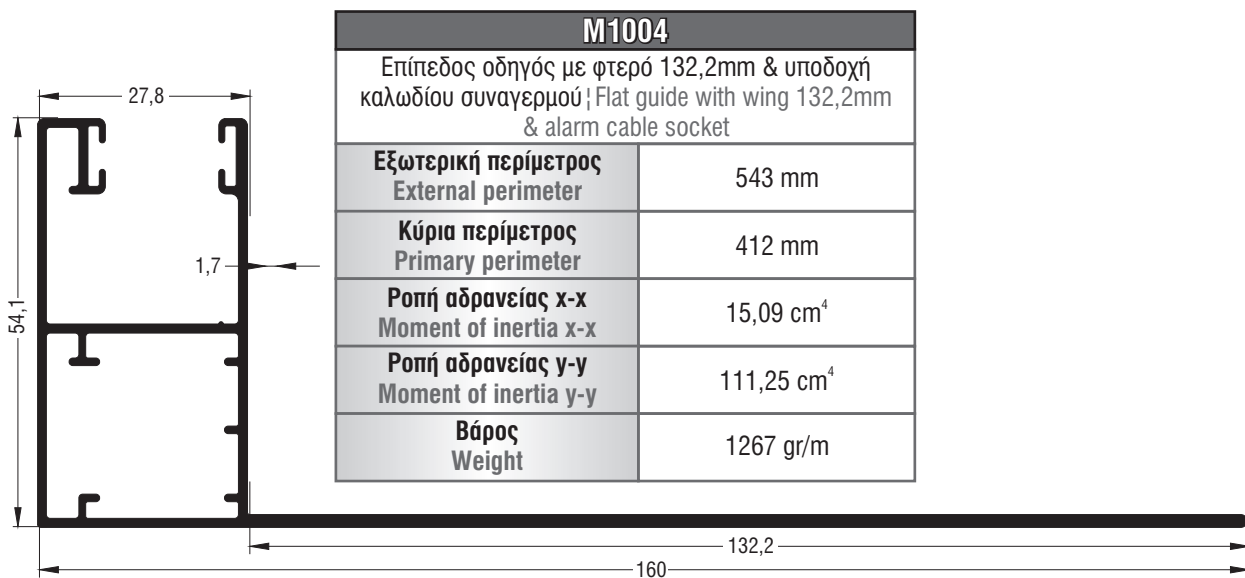 M1004
Επίπεδος οδηγός με φτερό 132,2mm & υποδοχή
καλωδίου συναγερμού ¦ Flat guide with wing 132,2mm
& alarm cable socket
Εξωτερική περίμετρος
External perimeter
543 mm
Κύρια περίμετρος
Primary perimeter
412 mm
Ροπή αδρανείας x-x
Moment of inertia x-x
15,09 cm⁴
Ροπή αδρανείας y-y
Moment of inertia y-y
111,25 cm⁴
Βάρος
Weight
1267 gr/m
27,8
1,7
54,1
132,2
160